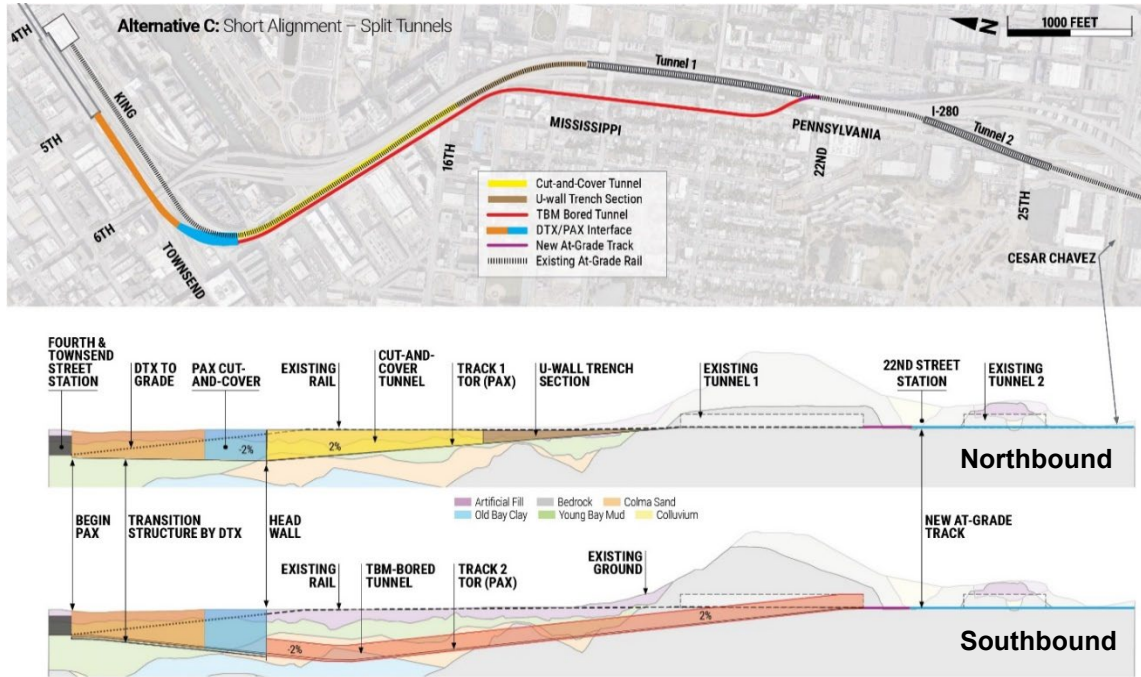 Alternative C: Short Alignment – Split Tunnels
N
1000 FEET
4TH
KING
5TH
6TH
TOWNSEND
16TH
MISSISSIPPI
Tunnel 1
PENNSYLVANIA
22ND
I-280
Tunnel 2
25TH
CESAR CHAVEZ
Cut-and-Cover Tunnel
U-wall Trench Section
TBM Bored Tunnel
DTX/PAX Interface
New At-Grade Track
Existing At-Grade Rail
FOURTH &
TOWNSEND
STREET
STATION
DTX TO
GRADE
PAX CUT-
AND-COVER
EXISTING
RAIL
CUT-AND-
COVER
TUNNEL
TRACK 1
TOR (PAX)
U-WALL TRENCH
SECTION
EXISTING
TUNNEL 1
22ND STREET
STATION
EXISTING
TUNNEL 2
-2%
2%
Northbound
Artificial Fill
Bedrock
Colma Sand
Old Bay Clay
Young Bay Mud
Colluvium
BEGIN
PAX
TRANSITION
STRUCTURE BY DTX
HEAD
WALL
NEW AT-GRADE
TRACK
EXISTING
RAIL
TBM-BORED
TUNNEL
TRACK 2
TOR (PAX)
EXISTING
GROUND
-2%
2%
Southbound